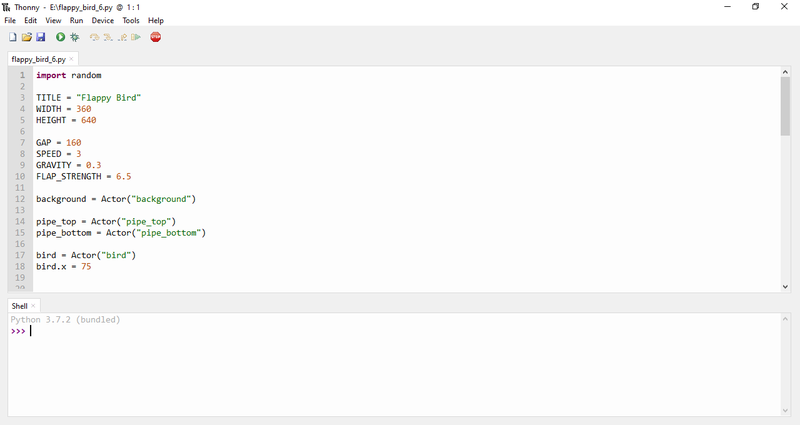 Thonny - E:\flappy_bird_6.py @ 1:1
File Edit View Run Device Tools Help
STOP
flappy_bird_6.py ×
1 import random
2
3 TITLE = "Flappy Bird"
4 WIDTH = 360
5 HEIGHT = 640
6
7 GAP = 160
8 SPEED = 3
9 GRAVITY = 0.3
10 FLAP_STRENGTH = 6.5
11
12 background = Actor("background")
13
14 pipe_top = Actor("pipe_top")
15 pipe_bottom = Actor("pipe_bottom")
16
17 bird = Actor("bird")
18 bird.x = 75
19
20
Shell ×
Python 3.7.2 (bundled)
>>>